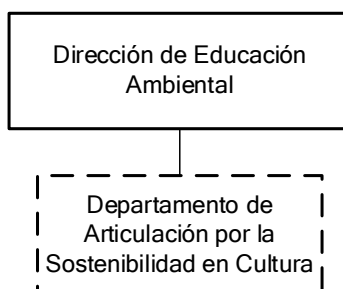 Dirección de Educación
Ambiental
Departamento de
Articulación por la
Sostenibilidad en Cultura